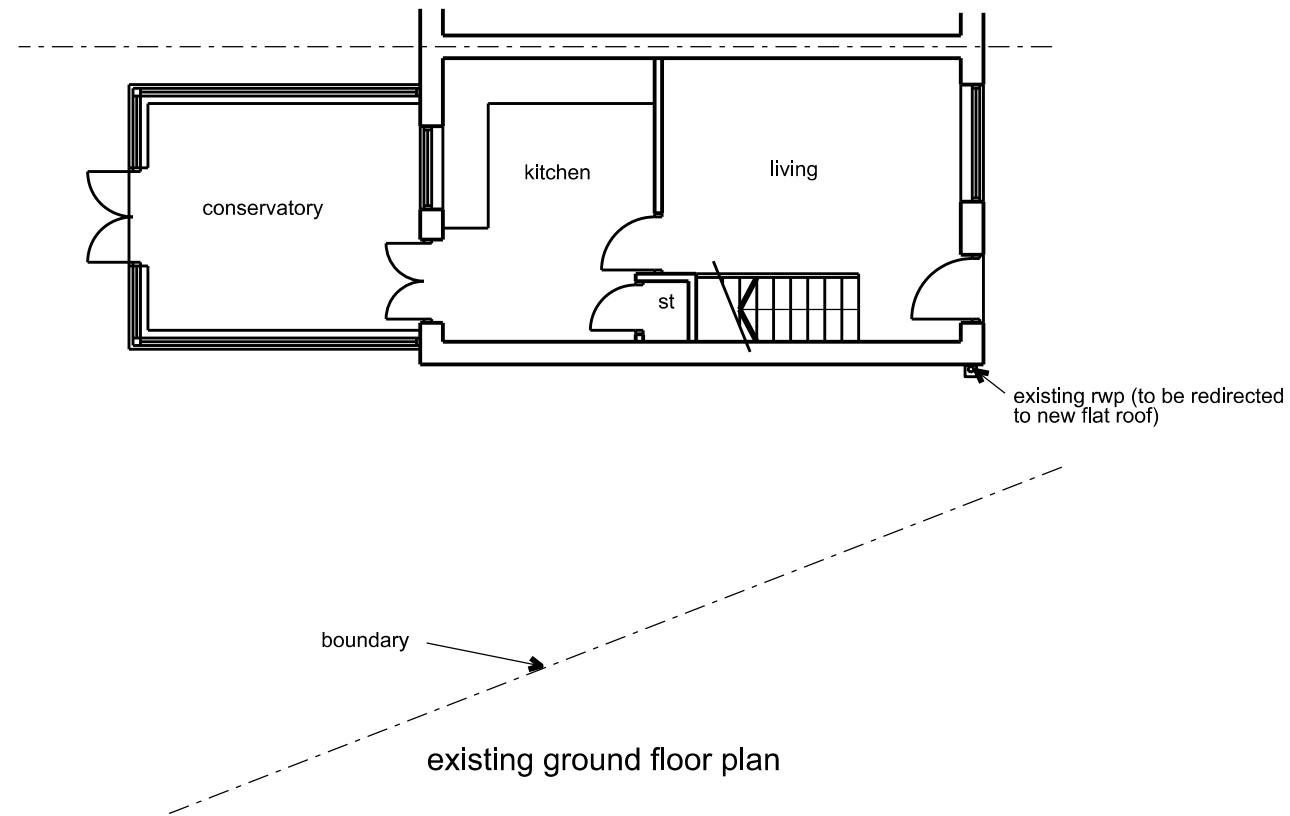 living
kitchen
conservatory
st
existing rwp (to be redirected
to new flat roof)
boundary
existing ground floor plan